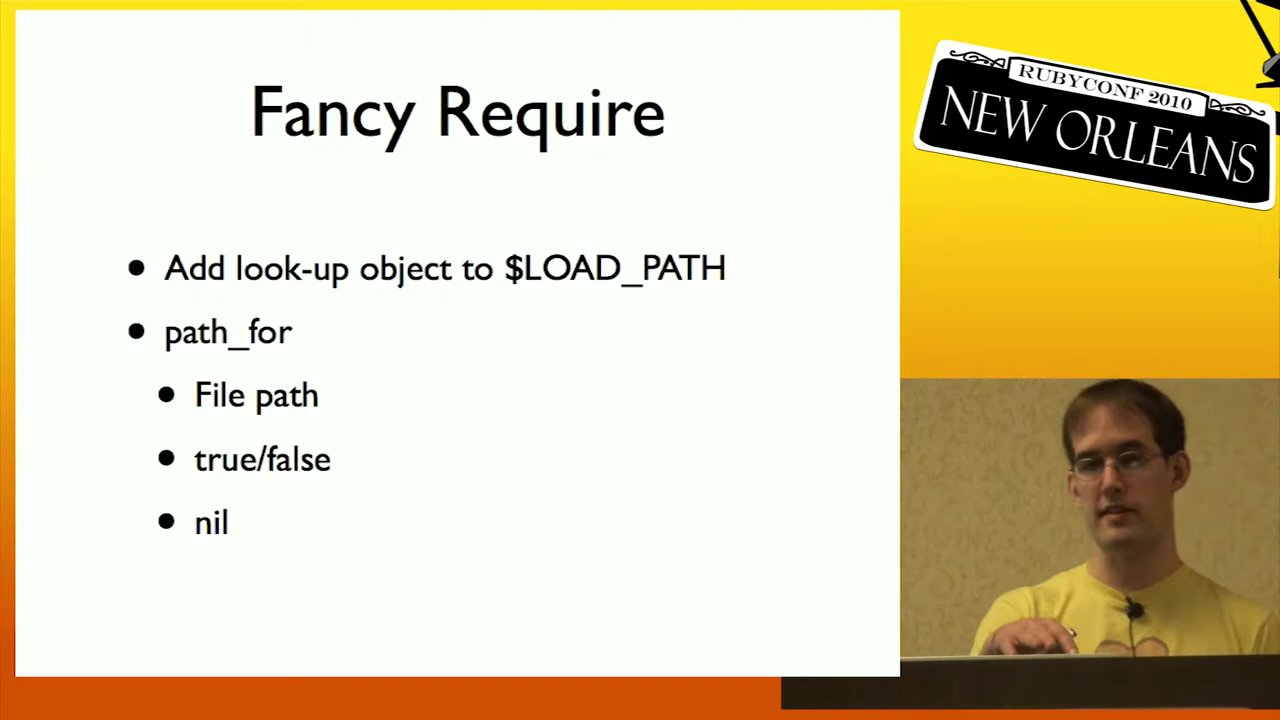 Fancy Require
Add look-up object to $LOAD_PATH
path_for
File path
true/false
nil
RUBYCONF 2010
NEW ORLEANS